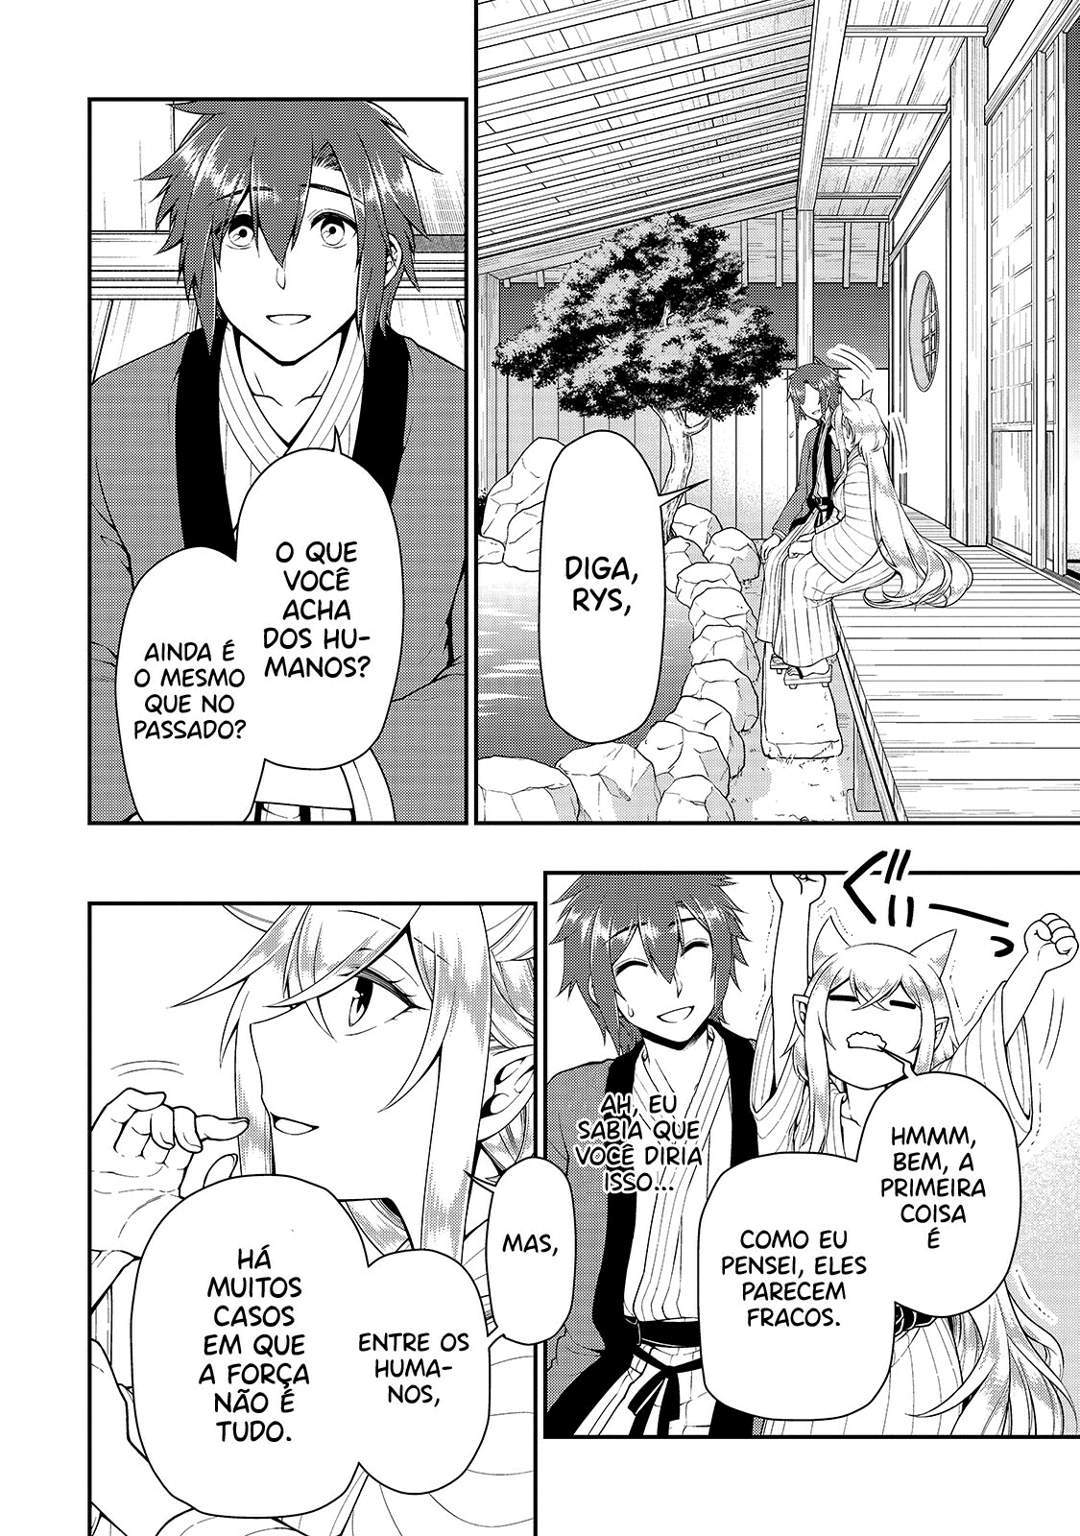 DIGA,
RYS,
O QUE
VOCÊ
ACHA
DOS HU-
MANOS?
AINDA É
O MESMO
QUE NO
PASSADO?
HMMM,
BEM, A
PRIMEIRA
COISA
É
COMO EU
PENSEI, ELES
PARECEM
FRACOS.
AH, EU
SABIA QUE
VOCÊ DIRIA
ISSO...
MAS,
ENTRE OS
HUMA-
NOS,
HÁ
MUITOS
CASOS
EM QUE
A FORÇA
NÃO É
TUDO.